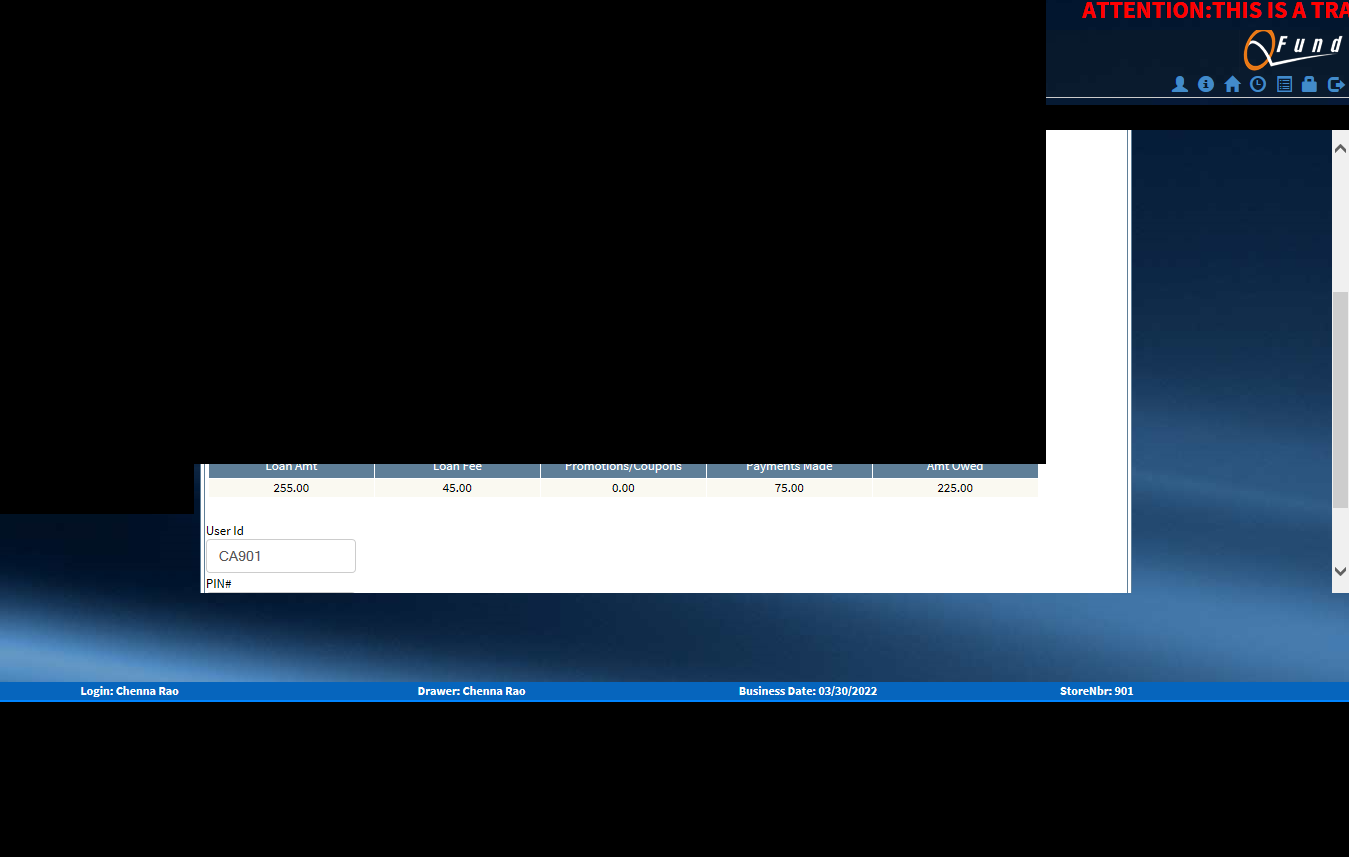 ATTENTION:THIS IS A TRA
Fund
Loan Amt Loan Fee Promotions/Coupons Payments Made Amt Owed
255.00 45.00 0.00 75.00 225.00
User Id
CA901
PIN#
Login: Chenna Rao Drawer: Chenna Rao Business Date: 03/30/2022 StoreNbr: 901